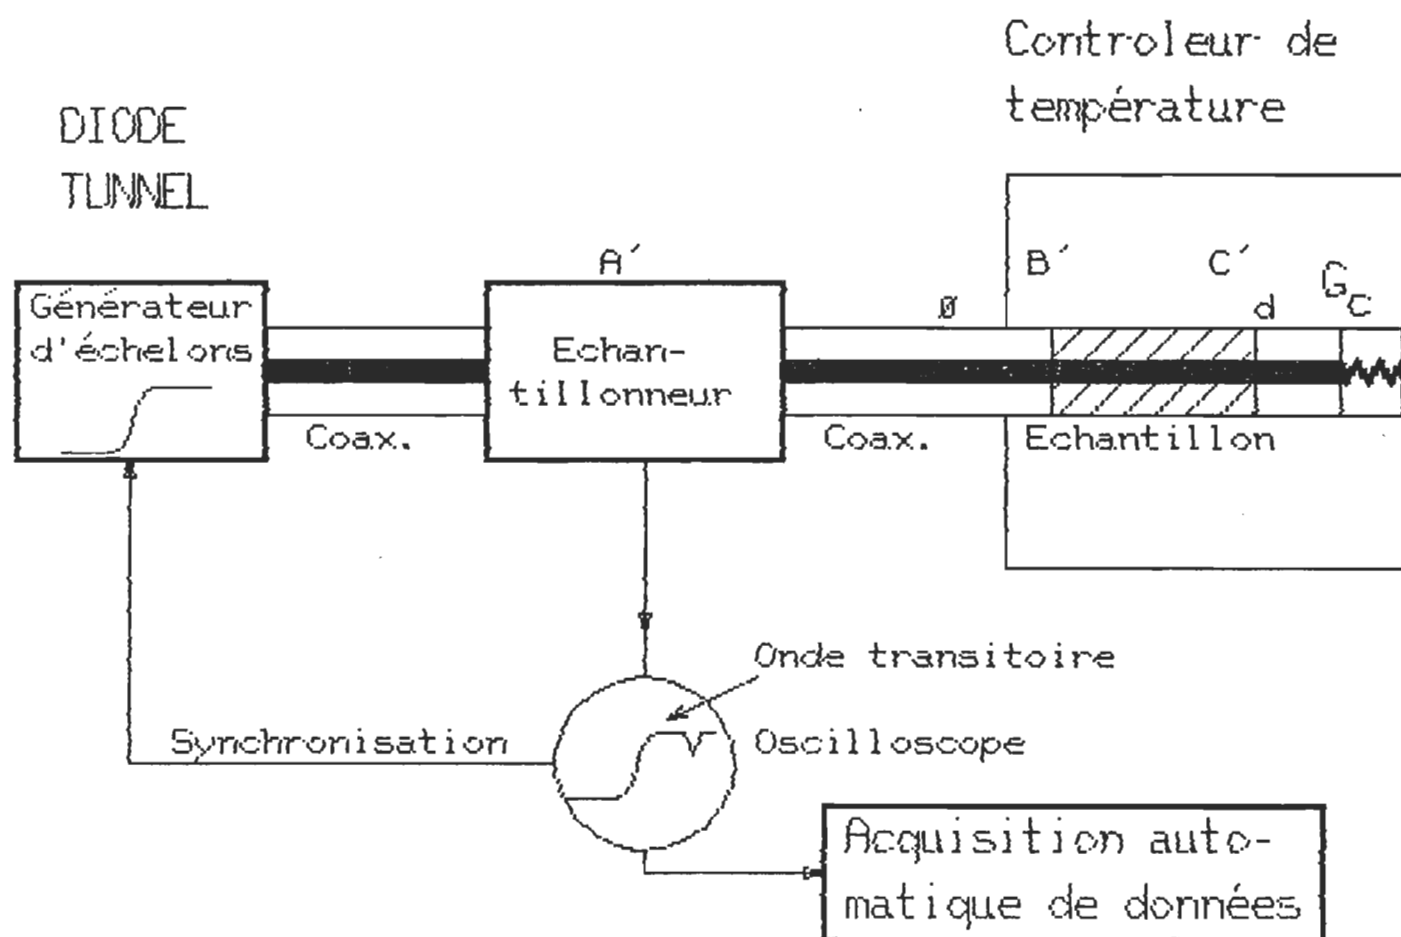 Controleur de
température
DIODE
TUNNEL
A´
B´
C´
Gc
Ø
d
Générateur
d'échelons
Echan-
tillonneur
Coax.
Coax.
Echantillon
Onde transitoire
Synchronisation
Oscilloscope
Acquisition auto-
matique de données